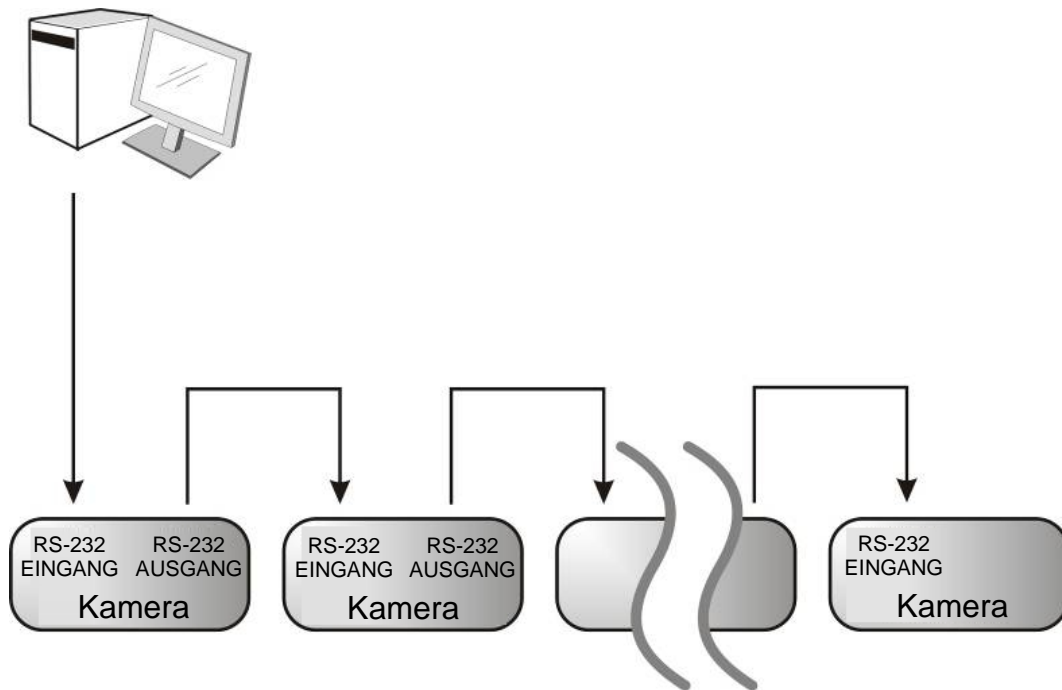 RS-232 RS-232
EINGANG AUSGANG
Kamera
RS-232 RS-232
EINGANG AUSGANG
Kamera
RS-232
EINGANG
Kamera